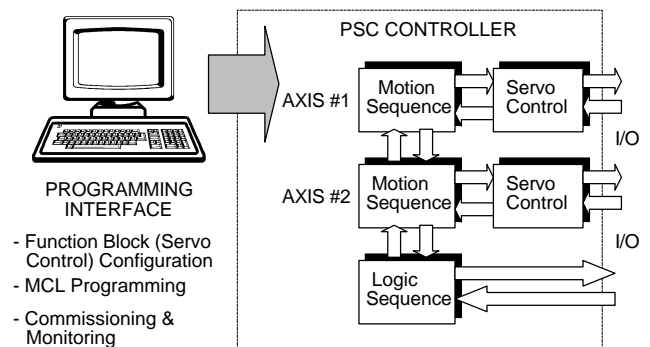 PSC CONTROLLER
AXIS #1
Motion
Sequence
Servo
Control
I/O
AXIS #2
Motion
Sequence
Servo
Control
I/O
Logic
Sequence
PROGRAMMING
INTERFACE
- Function Block (Servo
Control) Configuration
- MCL Programming
- Commissioning &
Monitoring